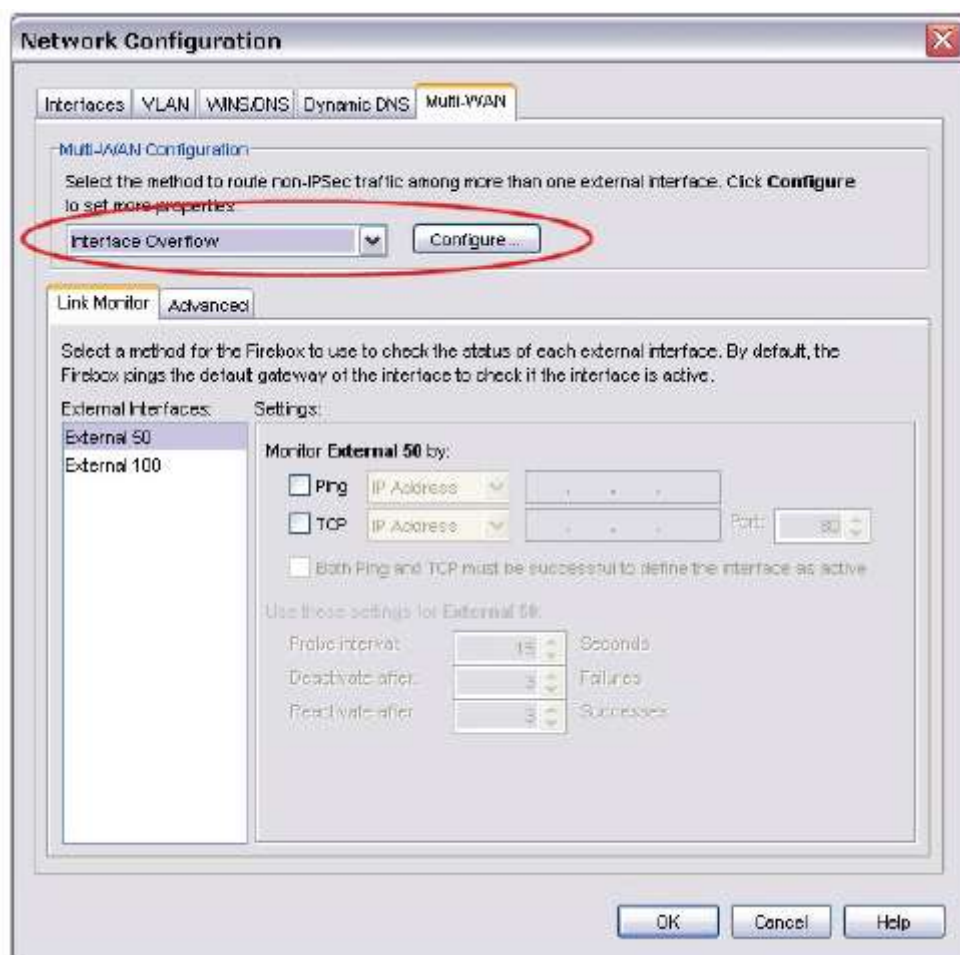 Network Configuration
Interfaces VLAN WINS/DNS Dynamic DNS Multi-WAN
Multi-WAN Configuration
Select the method to route non-IPSec traffic among more than one external interface. Click Configure
to set more properties
Interface Overflow Configure ...
Link Monitor Advanced
Select a method for the Firebox to use to check the status of each external interface. By default, the
Firebox pings the default gateway of the interface to check if the interface is active.
External Interfaces: Settings:
External 50
External 100
Monitor External 50 by:
Ping IP Address . . .
TCP IP Address . . . Port: 80
Both Ping and TCP must be successful to define the interface as active
Use these settings for External 50:
Probe interval: 15 Seconds
Deactivate after: 3 Failures
Reactivate after: 3 Successes
OK Cancel Help